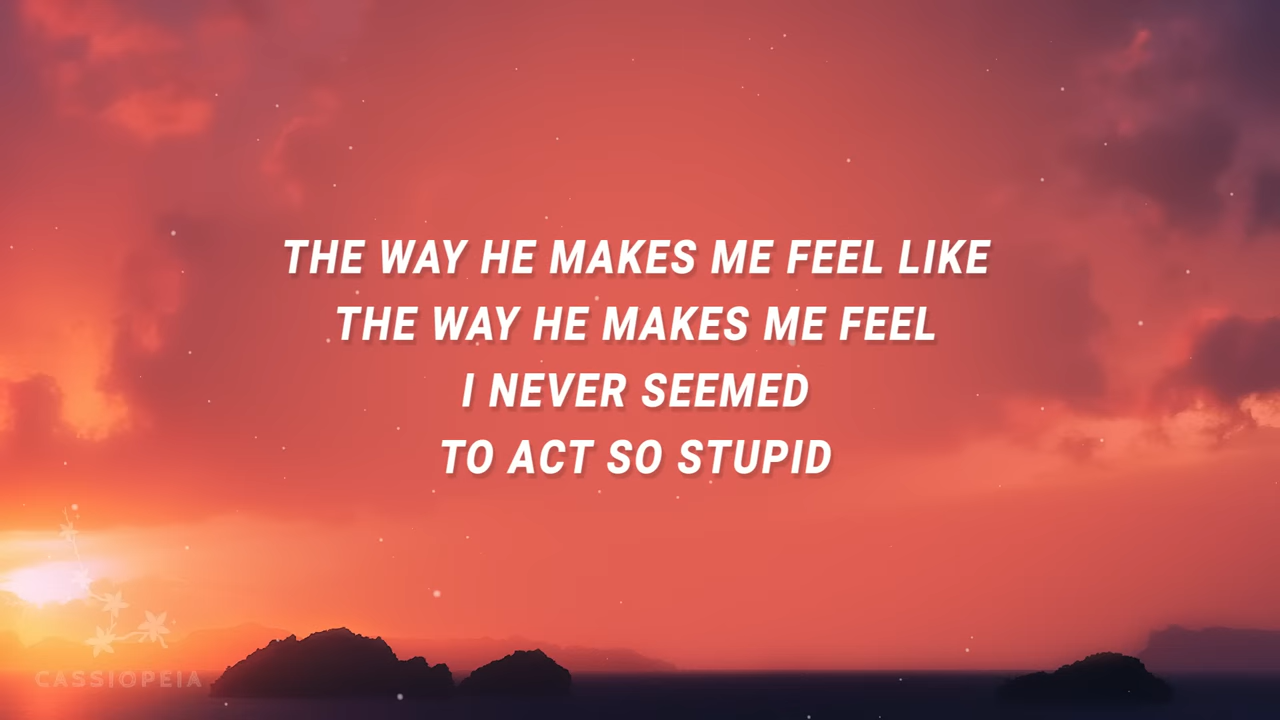 THE WAY HE MAKES ME FEEL LIKE
THE WAY HE MAKES ME FEEL
I NEVER SEEMED
TO ACT SO STUPID
CASSIOPEIA